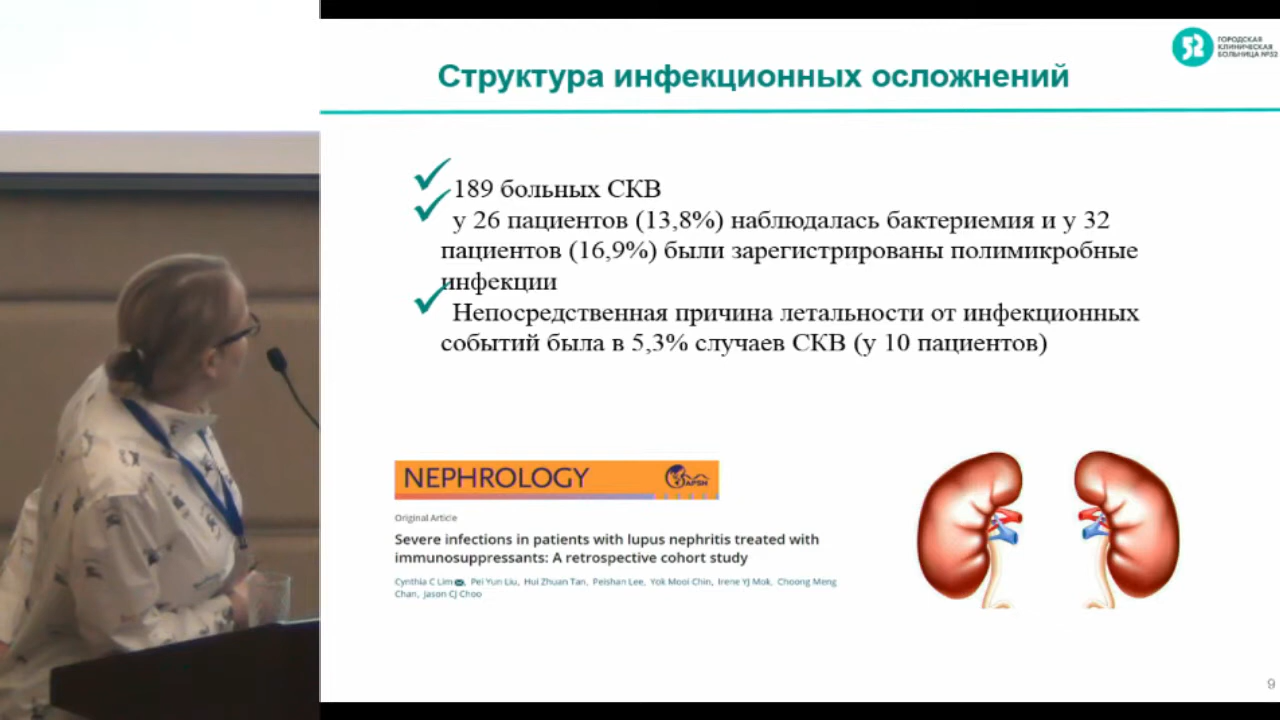 52
ГОРОДСКАЯ
КЛИНИЧЕСКАЯ
БОЛЬНИЦА №52
Структура инфекционных осложнений
189 больных СКВ
у 26 пациентов (13,8%) наблюдалась бактериемия и у 32
пациентов (16,9%) были зарегистрированы полимикробные
инфекции
Непосредственная причина летальности от инфекционных
событий была в 5,3% случаев СКВ (у 10 пациентов)
NEPHROLOGY
APSN
Original Article
Severe infections in patients with lupus nephritis treated with
immunosuppressants: A retrospective cohort study
Cynthia C Lim, Pei Yun Liu, Hui Zhuan Tan, Peishan Lee, Yok Mooi Chin, Irene YJ Mok, Choong Meng
Chan, Jason CJ Choo
9